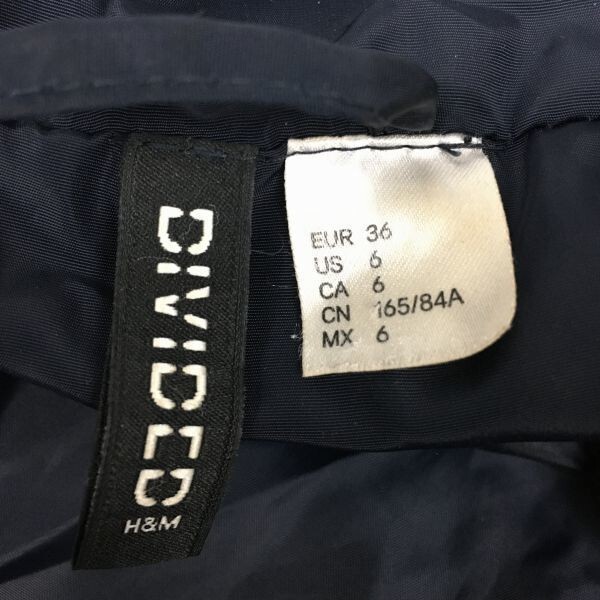 DIVIDED
H&M
EUR 36
US 6
CA 6
CN 165/84A
MX 6